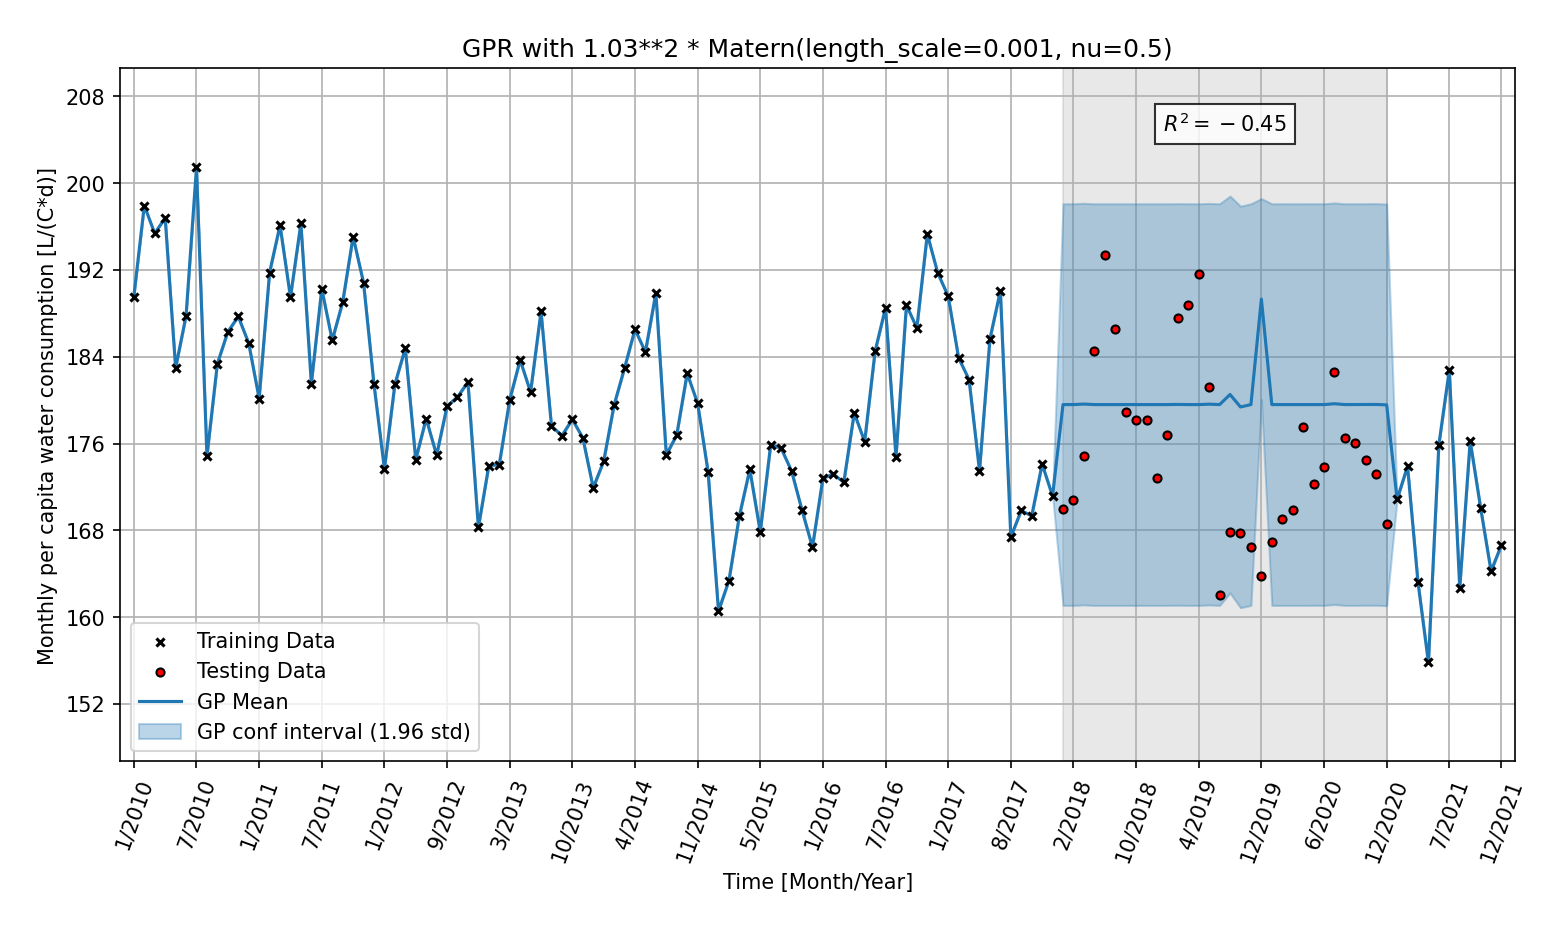 GPR with 1.03**2 * Matern(length_scale=0.001, nu=0.5)
R² = −0.45
Monthly per capita water consumption [L/(C*d)]
208
200
192
184
176
168
160
152
Training Data
Testing Data
GP Mean
GP conf interval (1.96 std)
1/2010 7/2010 1/2011 7/2011 1/2012 9/2012 3/2013 10/2013 4/2014 11/2014 5/2015 1/2016 7/2016 1/2017 8/2017 2/2018 10/2018 4/2019 12/2019 6/2020 12/2020 7/2021 12/2021
Time [Month/Year]